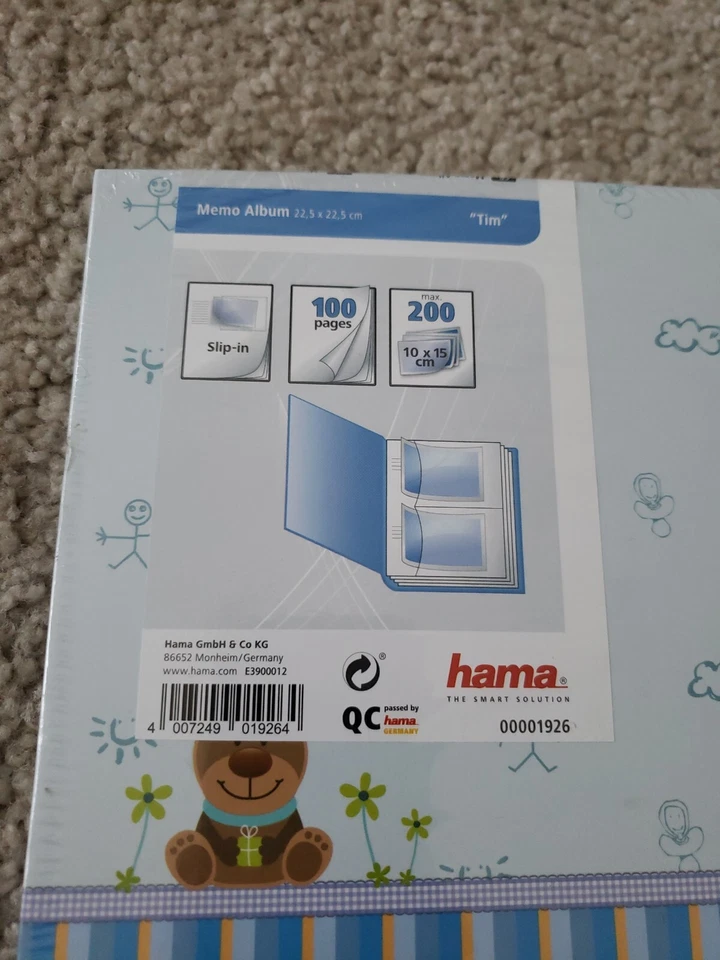 Memo Album 22,5 x 22,5 cm
"Tim"
Slip-in
100
pages
max.
200
10 x 15
cm
Hama GmbH & Co KG
86652 Monheim/Germany
www.hama.com E3900012
4 007249 019264
®
QC passed by
hama.
GERMANY
hama®
THE SMART SOLUTION
00001926